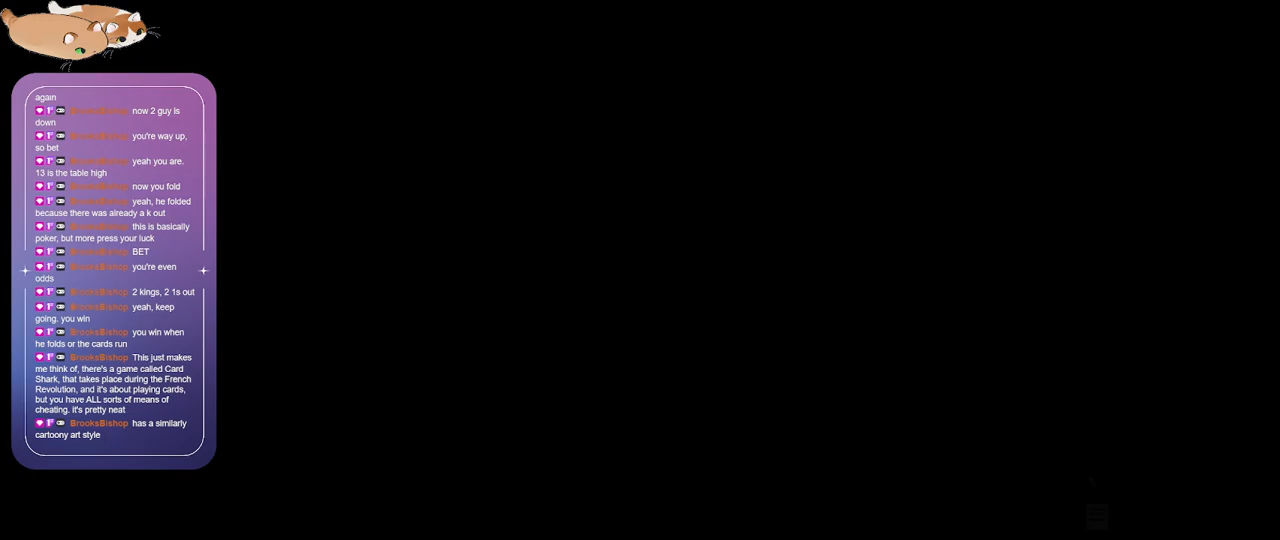 again
BrooksBishop now 2 guy is
down
BrooksBishop you're way up,
so bet
BrooksBishop yeah you are.
13 is the table high
BrooksBishop now you fold
BrooksBishop yeah, he folded
because there was already a k out
BrooksBishop this is basically
poker, but more press your luck
BrooksBishop BET
BrooksBishop you're even
odds
BrooksBishop 2 kings, 2 1s out
BrooksBishop yeah, keep
going. you win
BrooksBishop you win when
he folds or the cards run
BrooksBishop This just makes
me think of, there's a game called Card
Shark, that takes place during the French
Revolution, and it's about playing cards,
but you have ALL sorts of means of
cheating. it's pretty neat
BrooksBishop has a similarly
cartoony art style